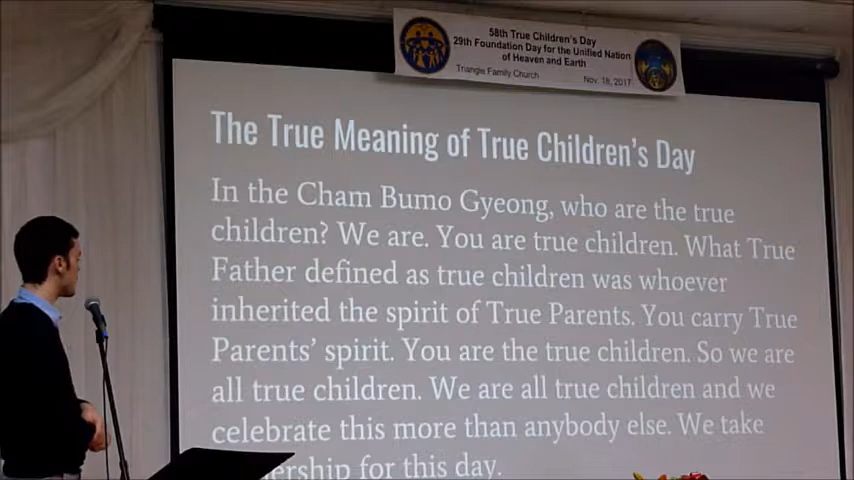 58th True Children's Day
29th Foundation Day for the Unified Nation
of Heaven and Earth
Triangle Family Church Nov. 18, 2017
The True Meaning of True Children's Day
In the Cham Bumo Gyeong, who are the true
children? We are. You are true children. What True
Father defined as true children was whoever
inherited the spirit of True Parents. You carry True
Parents' spirit. You are the true children. So we are
all true children. We are all true children and we
celebrate this more than anybody else. We take
ership for this day.